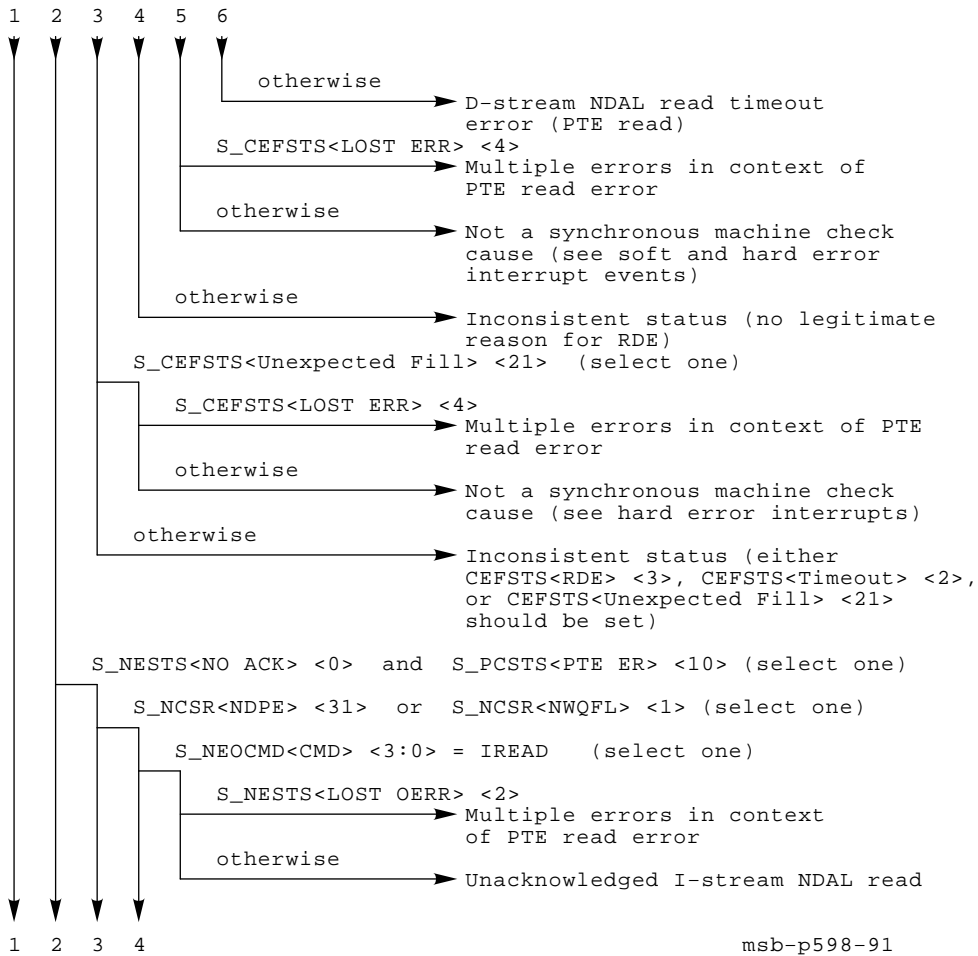 1 2 3 4 5 6
otherwise
D-stream NDAL read timeout
error (PTE read)
S_CEFSTS<LOST ERR> <4>
Multiple errors in context of
PTE read error
otherwise
Not a synchronous machine check
cause (see soft and hard error
interrupt events)
otherwise
Inconsistent status (no legitimate
reason for RDE)
S_CEFSTS<Unexpected Fill> <21> (select one)
S_CEFSTS<LOST ERR> <4>
Multiple errors in context of PTE
read error
otherwise
Not a synchronous machine check
cause (see hard error interrupts)
otherwise
Inconsistent status (either
CEFSTS<RDE> <3>, CEFSTS<Timeout> <2>,
or CEFSTS<Unexpected Fill> <21>
should be set)
S_NESTS<NO ACK> <0> and S_PCSTS<PTE ER> <10> (select one)
S_NCSR<NDPE> <31> or S_NCSR<NWQFL> <1> (select one)
S_NEOCMD<CMD> <3:0> = IREAD (select one)
S_NESTS<LOST OERR> <2>
Multiple errors in context
of PTE read error
otherwise
Unacknowledged I-stream NDAL read
1 2 3 4
msb-p598-91